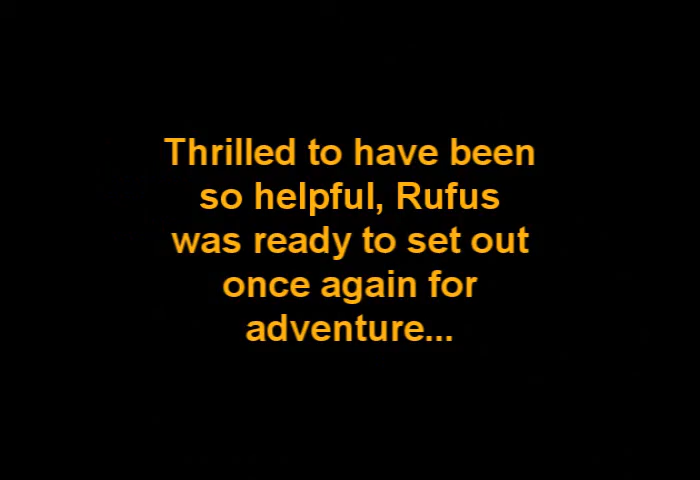 Thrilled to have been
so helpful, Rufus
was ready to set out
once again for
adventure...